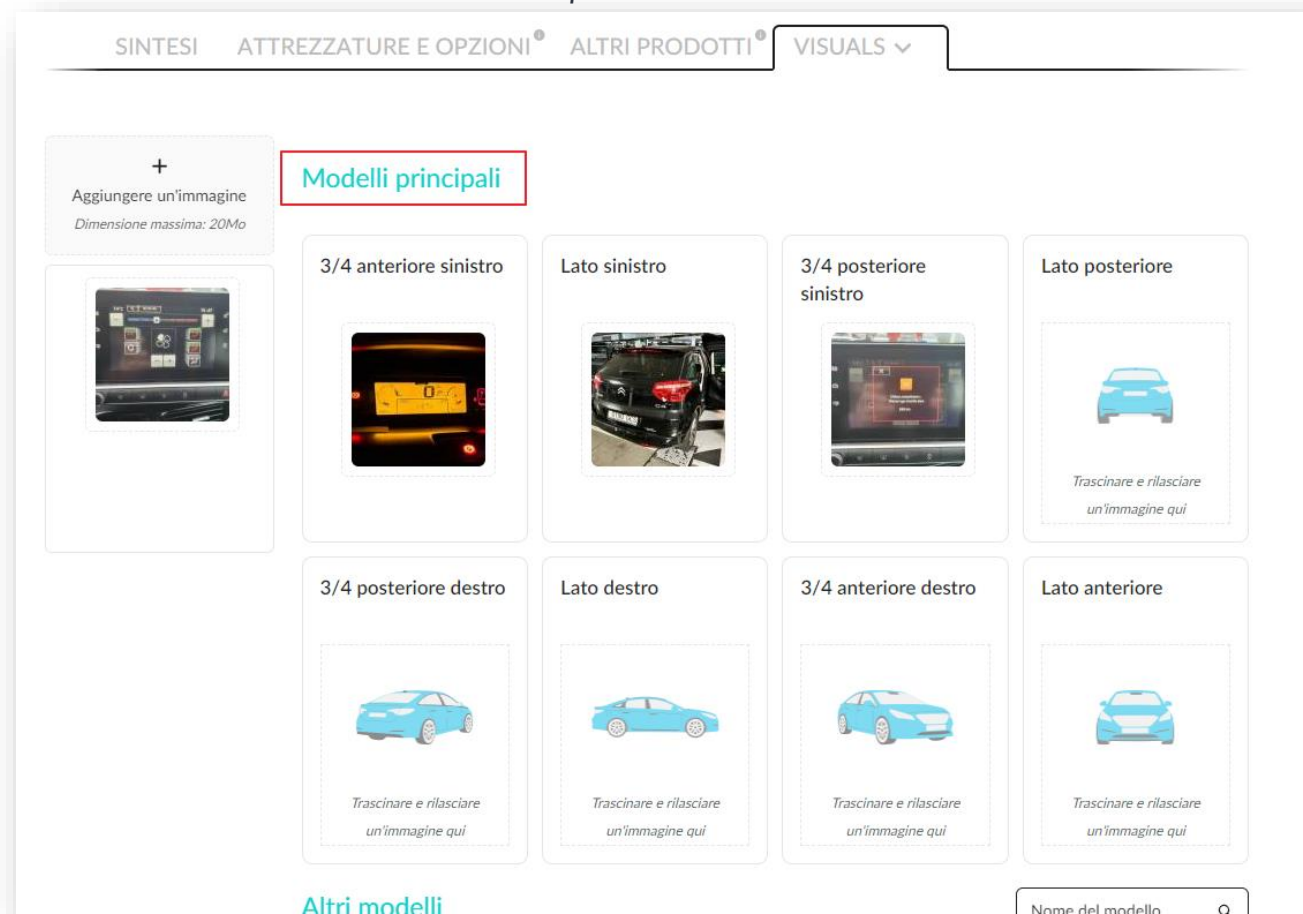 SINTESI ATTREZZATURE E OPZIONI ALTRI PRODOTTI VISUALS
+
Aggiungere un'immagine
Dimensione massima: 20Mo
Modelli principali
3/4 anteriore sinistro
Lato sinistro
3/4 posteriore
sinistro
Lato posteriore
Trascinare e rilasciare
un'immagine qui
3/4 posteriore destro
Lato destro
3/4 anteriore destro
Lato anteriore
Trascinare e rilasciare
un'immagine qui
Trascinare e rilasciare
un'immagine qui
Trascinare e rilasciare
un'immagine qui
Trascinare e rilasciare
un'immagine qui
Altri modelli
Nome del modello